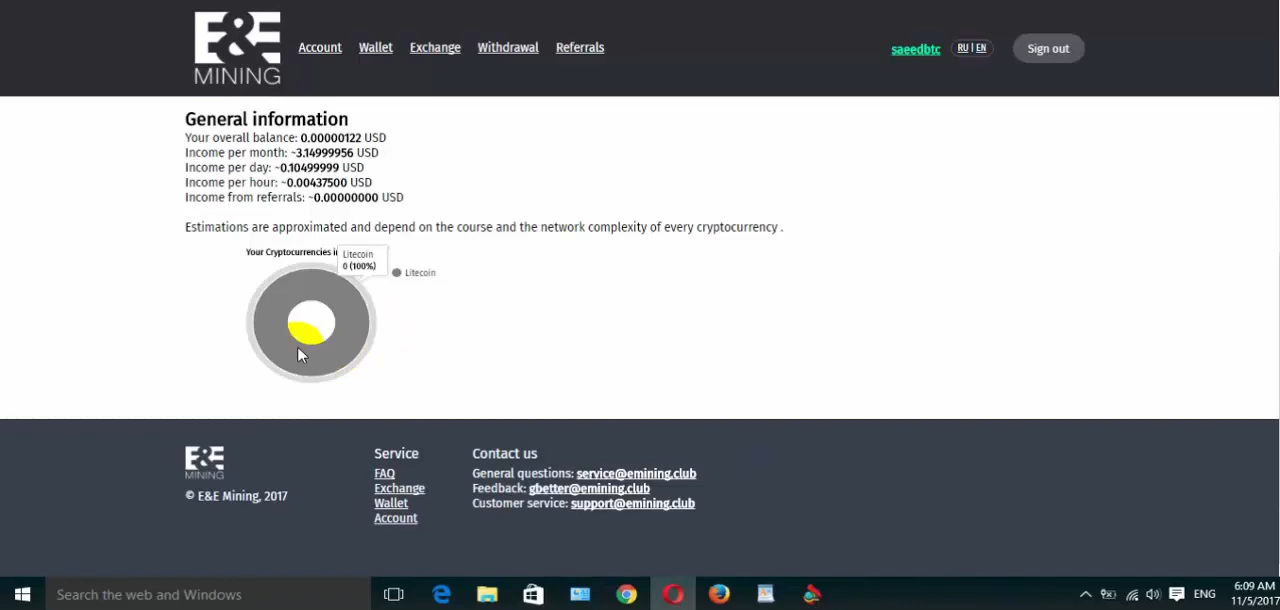 E&E
MINING
Account Wallet Exchange Withdrawal Referrals
saeedbtc RU | EN Sign out
General information
Your overall balance: 0.00000122 USD
Income per month: ~3.14999956 USD
Income per day: ~0.10499999 USD
Income per hour: ~0.00437500 USD
Income from referrals: ~0.00000000 USD
Estimations are approximated and depend on the course and the network complexity of every cryptocurrency .
Your Cryptocurrencies i
Litecoin
0 (100%)
Litecoin
E&E
MINING
© E&E Mining, 2017
Service
FAQ
Exchange
Wallet
Account
Contact us
General questions: service@emining.club
Feedback: gbetter@emining.club
Customer service: support@emining.club
Search the web and Windows
ENG
6:09 AM
11/5/2017